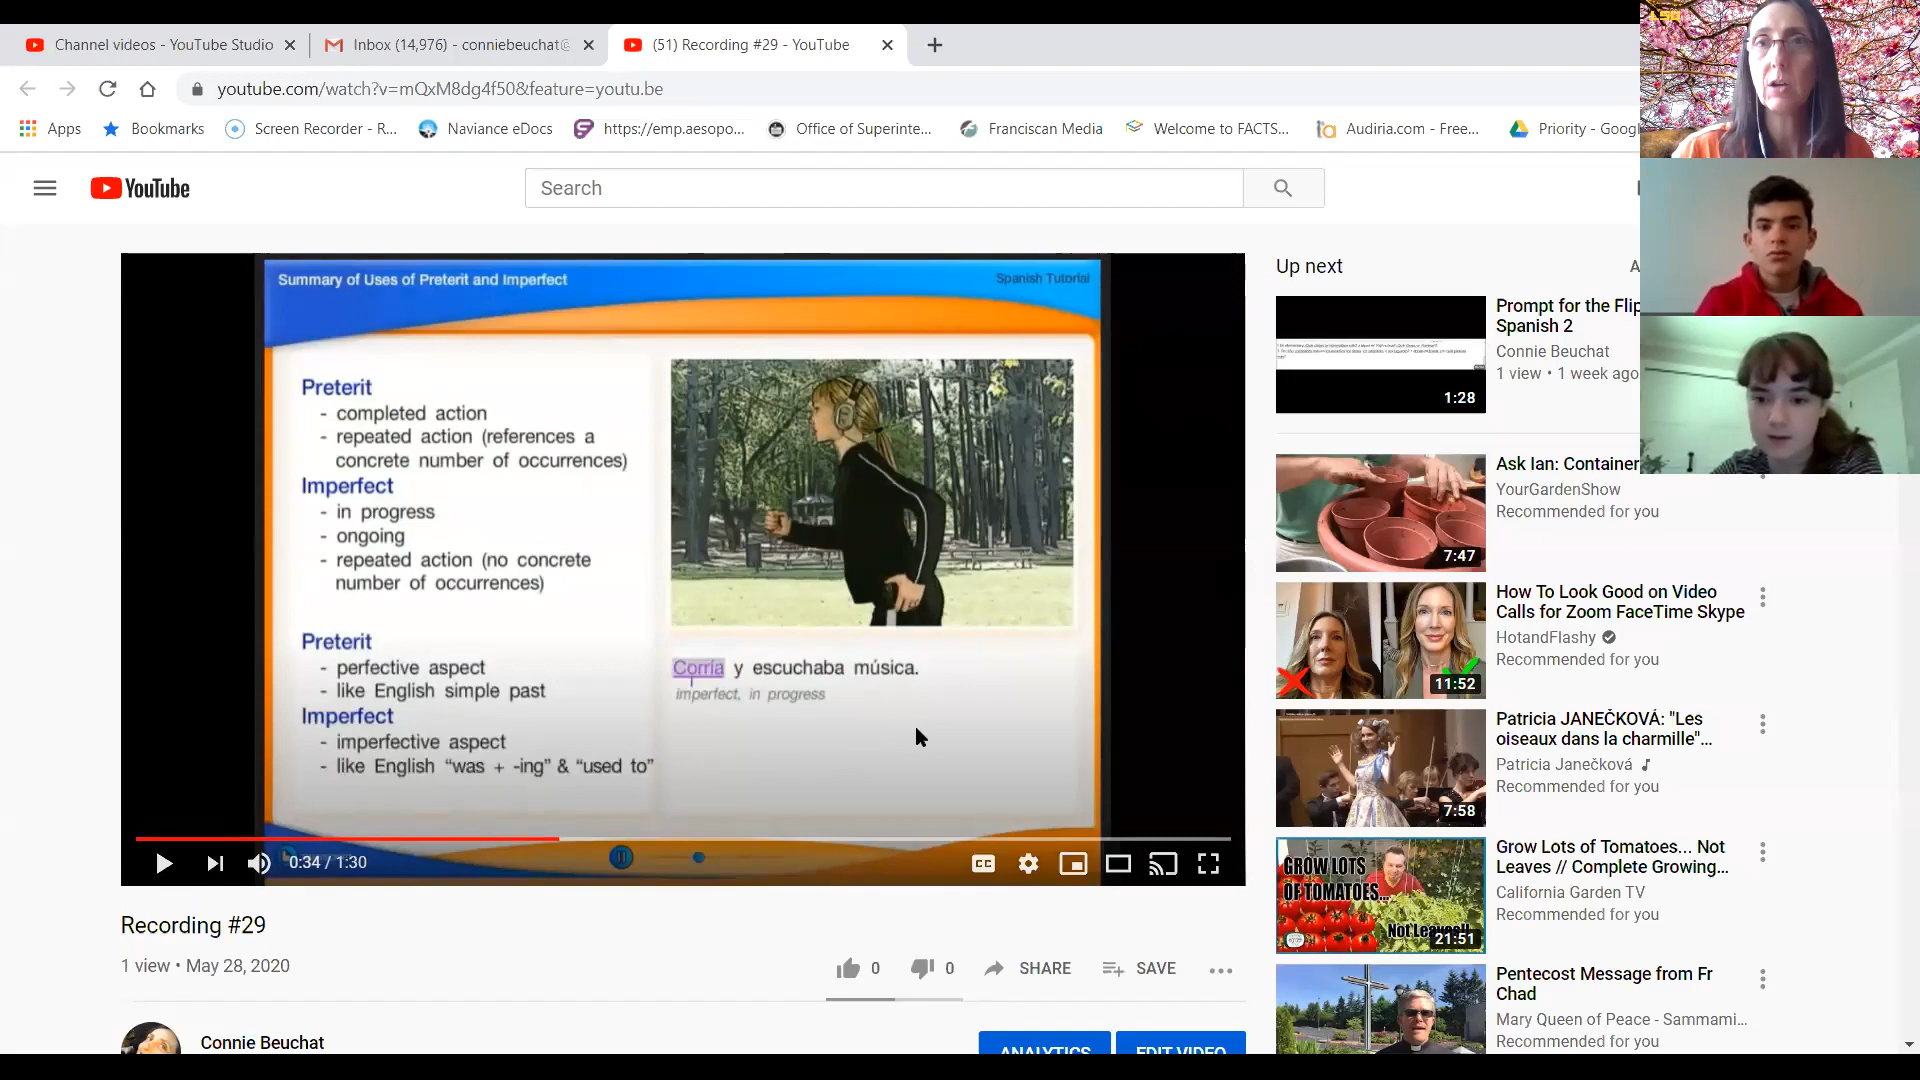 Channel videos - YouTube Studio
Inbox (14,976) - conniebeuchat@
(51) Recording #29 - YouTube
youtube.com/watch?v=mQxM8dg4f50&feature=youtu.be
Apps
Bookmarks
Screen Recorder - R...
Naviance eDocs
https://emp.aesopo...
Office of Superinte...
Franciscan Media
Welcome to FACTS...
Audiria.com - Free...
Priority - Googl
YouTube
Search
Summary of Uses of Preterit and Imperfect
Spanish Tutorial
Preterit
- completed action
- repeated action (references a
concrete number of occurrences)
Imperfect
- in progress
- ongoing
- repeated action (no concrete
number of occurrences)
Preterit
- perfective aspect
- like English simple past
Imperfect
- imperfective aspect
- like English “was + -ing” & “used to”
Corría y escuchaba música.
imperfect, in progress
0:34 / 1:30
CC
Recording #29
1 view • May 28, 2020
0
0
SHARE
SAVE
Connie Beuchat
ANALYTICS
EDIT VIDEO
Up next
A
Prompt for the Flip
Spanish 2
Connie Beuchat
1 view • 1 week ago
1:28
Ask Ian: Container
YourGardenShow
Recommended for you
7:47
How To Look Good on Video
Calls for Zoom FaceTime Skype
HotandFlashy
Recommended for you
11:52
Patricia JANEČKOVÁ: "Les
oiseaux dans la charmille"...
Patricia Janečková
Recommended for you
7:58
GROW LOTS
OF TOMATOES...
Not Leaves!!
21:51
Grow Lots of Tomatoes... Not
Leaves // Complete Growing...
California Garden TV
Recommended for you
Pentecost Message from Fr
Chad
Mary Queen of Peace - Sammami...
Recommended for you